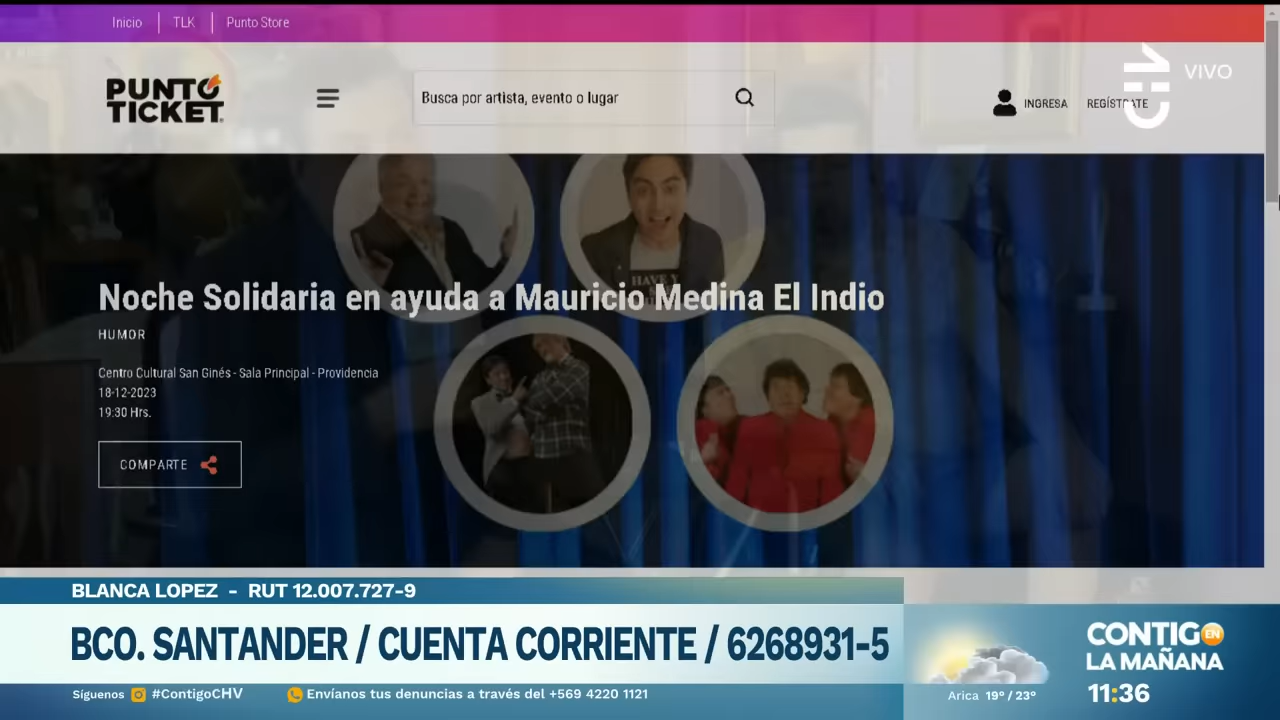 Inicio TLK Punto Store
PUNTO TICKET
Busca por artista, evento o lugar
INGRESA REGÍSTRATE
CHV VIVO
HAVE
Noche Solidaria en ayuda a Mauricio Medina El Indio
HUMOR
Centro Cultural San Ginés - Sala Principal - Providencia
18-12-2023
19:30 Hrs.
COMPARTE
BLANCA LOPEZ - RUT 12.007.727-9
BCO. SANTANDER / CUENTA CORRIENTE / 6268931-5
CONTIGO EN
LA MAÑANA
Síguenos #ContigoCHV Envíanos tus denuncias a través del +569 4220 1121
Arica 19° / 23°
11:36